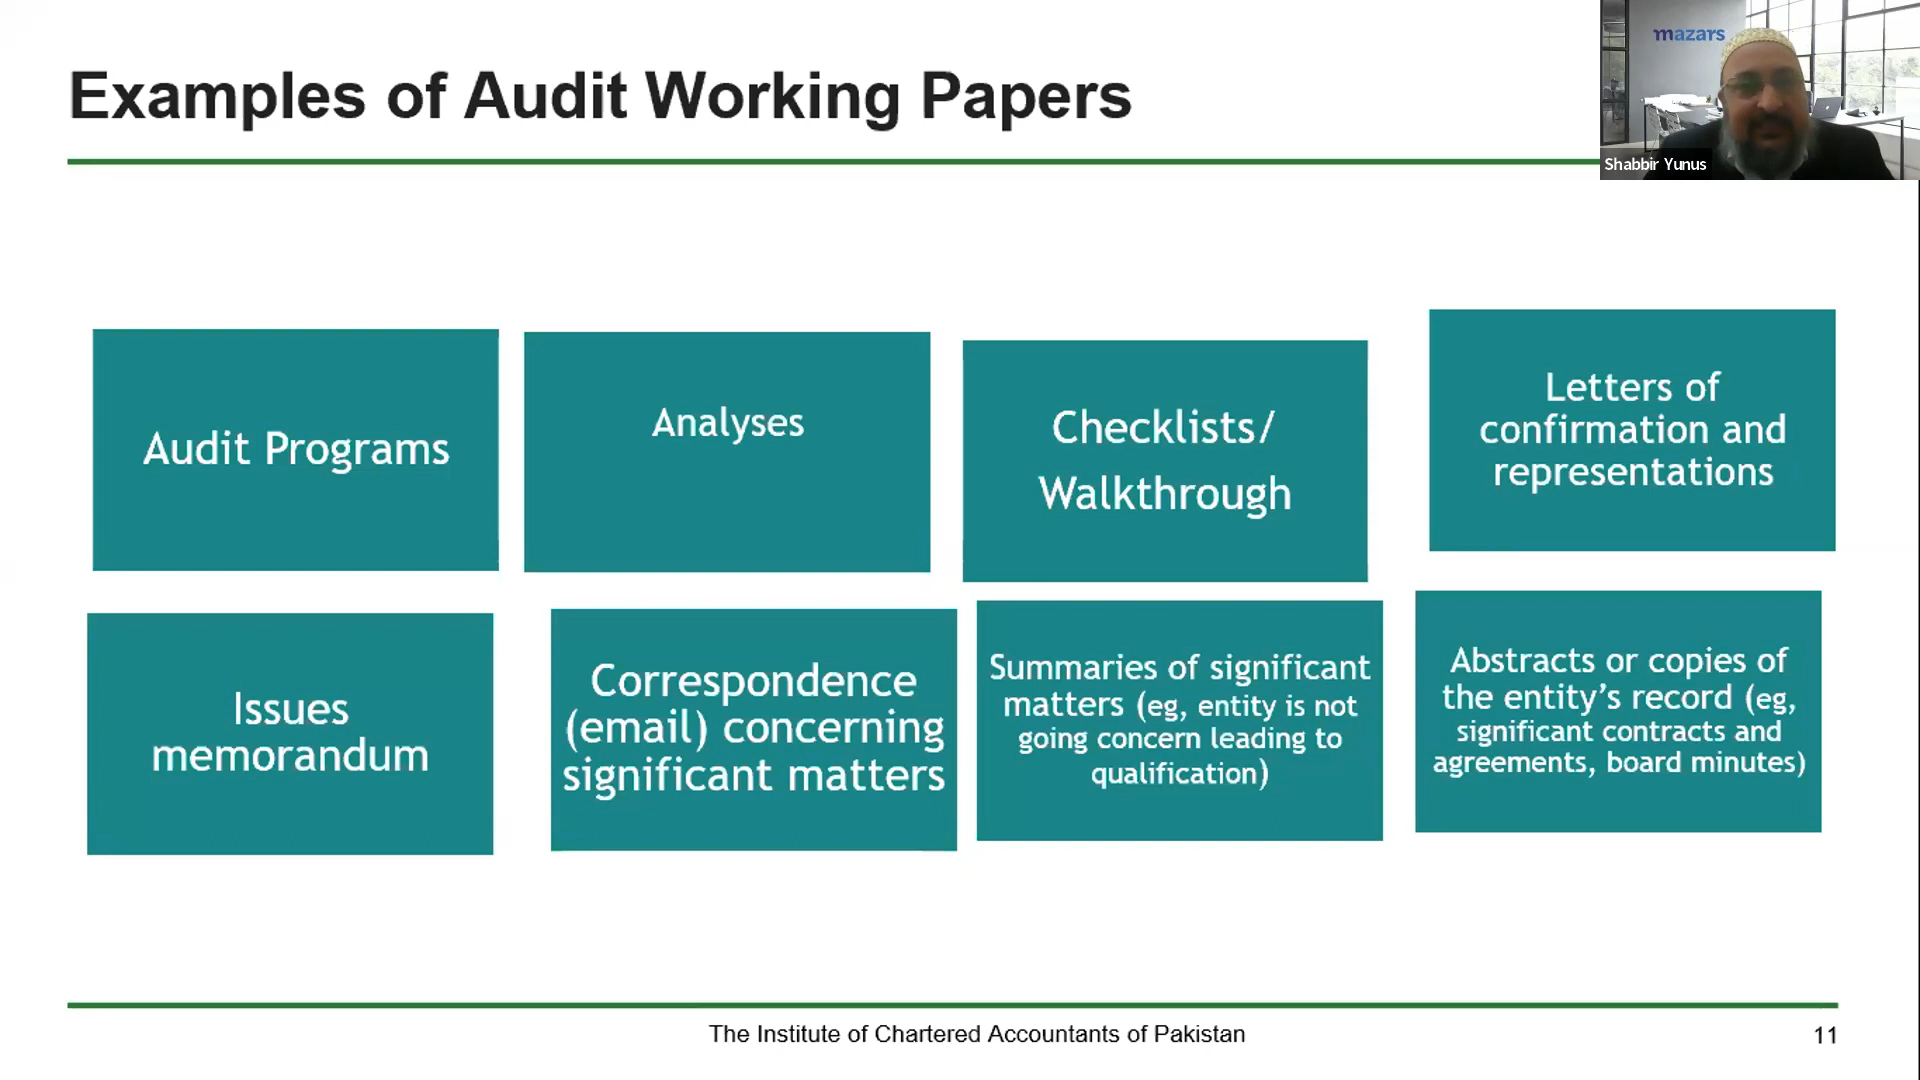 Examples of Audit Working Papers
mazars
Shabbir Yunus
Audit Programs
Analyses
Checklists/
Walkthrough
Letters of
confirmation and
representations
Issues
memorandum
Correspondence
(email) concerning
significant matters
Summaries of significant
matters (eg, entity is not
going concern leading to
qualification)
Abstracts or copies of
the entity’s record (eg,
significant contracts and
agreements, board minutes)
The Institute of Chartered Accountants of Pakistan
11